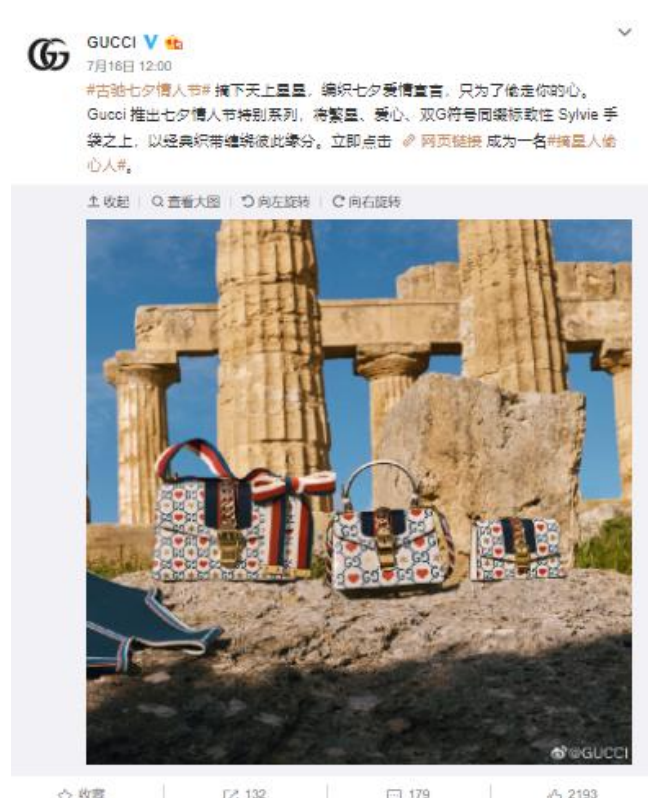 GUCCI
7月16日 12:00
#古驰七夕情人节# 摘下天上星星,编织七夕爱情宣言,只为了偷走你的心。
Gucci 推出七夕情人节特别系列,将繁星、爱心、双G符号同缀标致性 Sylvie 手
袋之上,以经典织带缠绕彼此缘分。立即点击 网页链接 成为一名#摘星人偷
心人#。
收起 查看大图 向左旋转 向右旋转
@GUCCI
收藏 132 179 2193